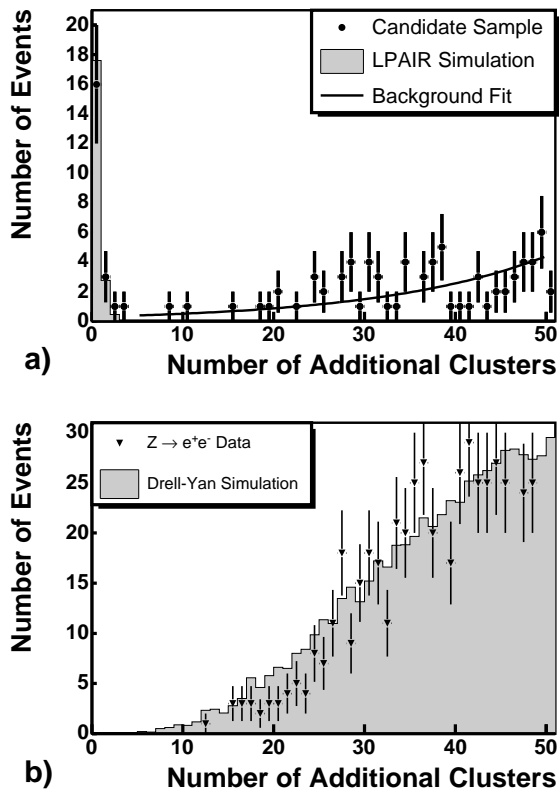 Number of Events
20
18
16
14
12
10
8
6
4
2
0
Candidate Sample
LPAIR Simulation
Background Fit
0 10 20 30 40 50
a) Number of Additional Clusters
Number of Events
30
25
20
15
10
5
0
Z → e⁺e⁻ Data
Drell-Yan Simulation
0 10 20 30 40 50
b) Number of Additional Clusters